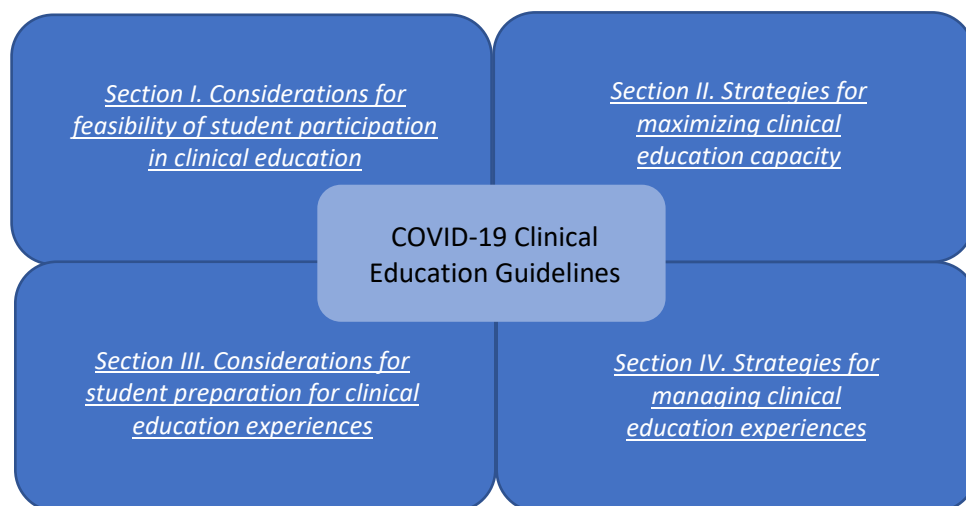 Section I. Considerations for
feasibility of student participation
in clinical education
Section II. Strategies for
maximizing clinical
education capacity
COVID-19 Clinical
Education Guidelines
Section III. Considerations for
student preparation for clinical
education experiences
Section IV. Strategies for
managing clinical
education experiences